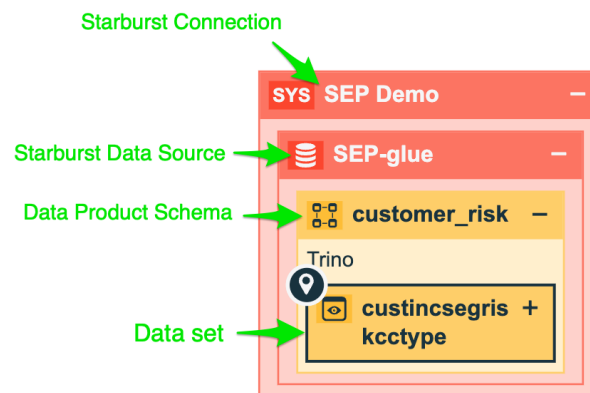 Starburst Connection
SYS SEP Demo −
Starburst Data Source
SEP-glue −
Data Product Schema
customer_risk −
Trino
custincsegris +
kcctype
Data set